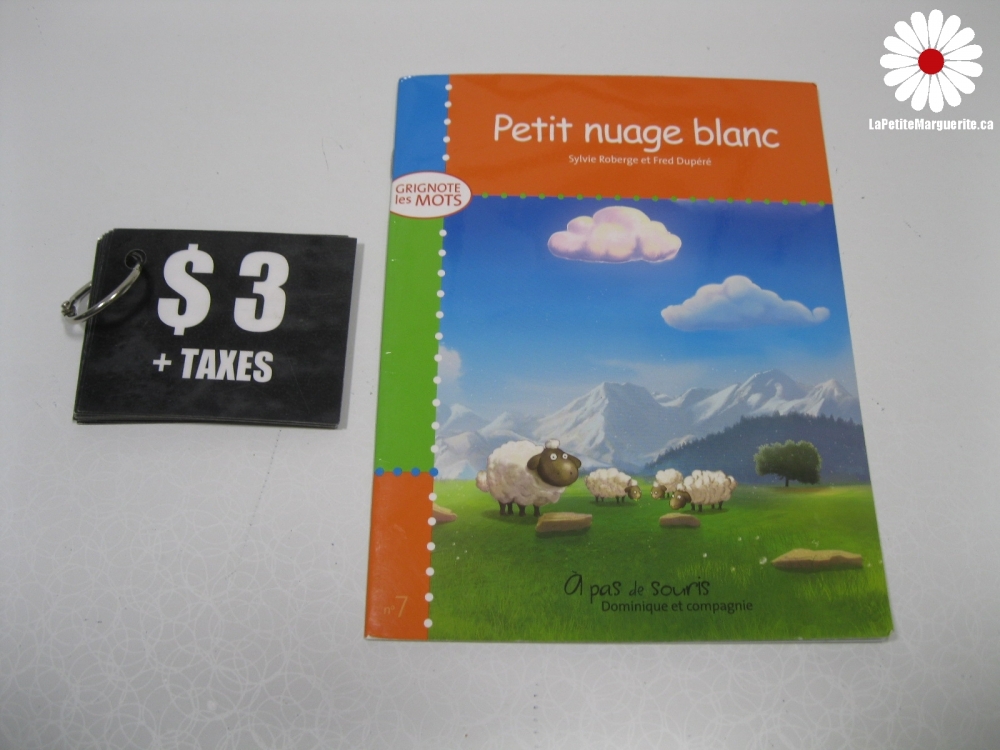 LaPetiteMarguerite.ca
$ 3
+ TAXES
Petit nuage blanc
Sylvie Roberge et Fred Dupéré
GRIGNOTE
les MOTS
À pas de souris
Dominique et compagnie
n° 7